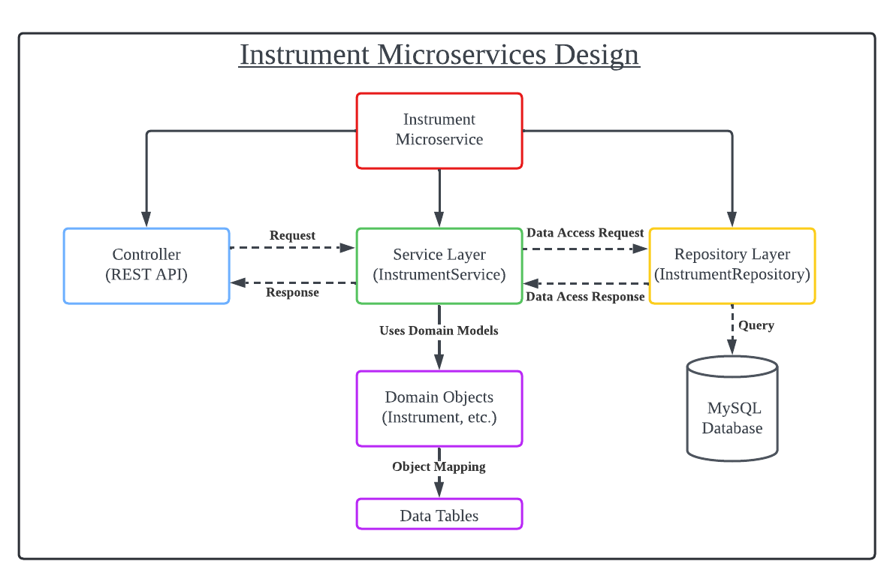 Instrument Microservices Design
Instrument
Microservice
Request
Data Access Request
Controller
(REST API)
Service Layer
(InstrumentService)
Repository Layer
(InstrumentRepository)
Response
Data Acess Response
Uses Domain Models
Query
Domain Objects
(Instrument, etc.)
MySQL
Database
Object Mapping
Data Tables